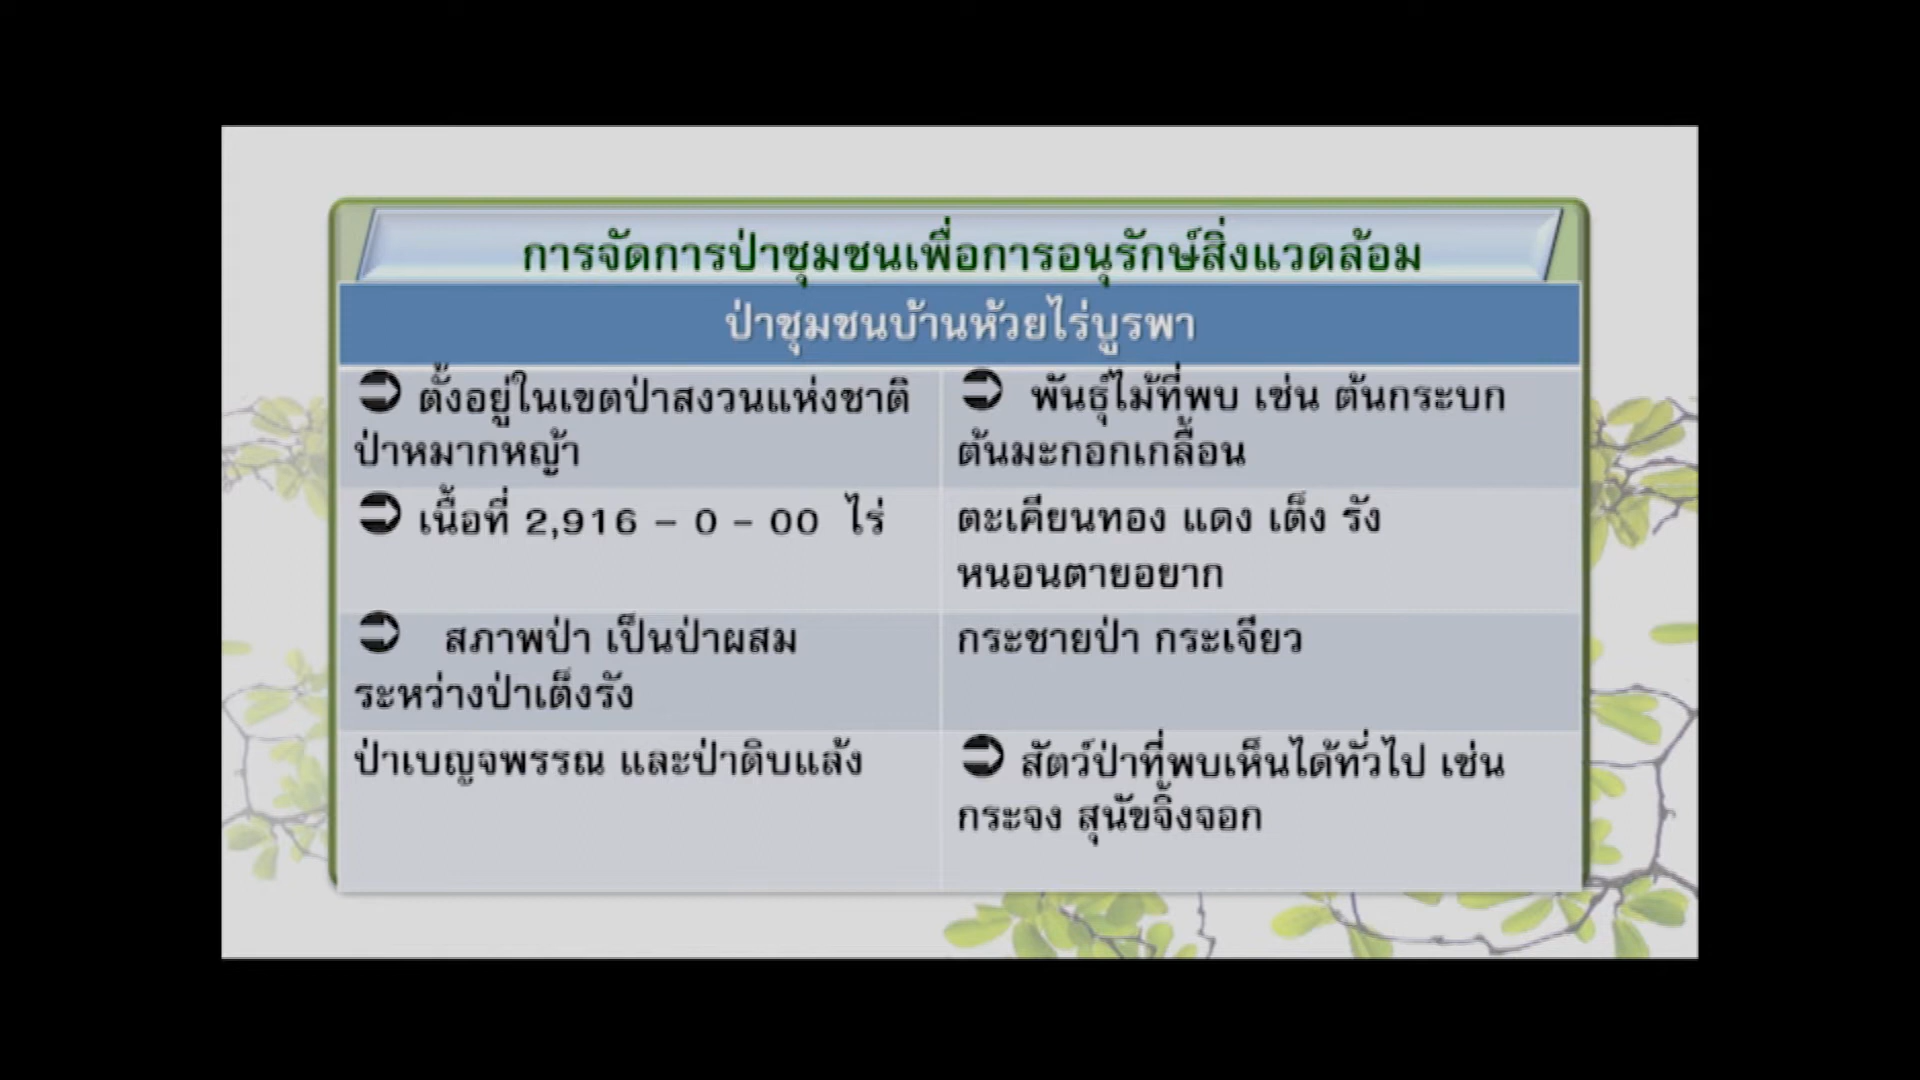 การจัดการป่าชุมชนเพื่อการอนุรักษ์สิ่งแวดล้อม
ป่าชุมชนบ้านห้วยไร่บูรพา
➲ ตั้งอยู่ในเขตป่าสงวนแห่งชาติ
ป่าหมากหญ้า
➲ พันธุ์ไม้ที่พบ เช่น ต้นกระบก
ต้นมะกอกเกลื้อน
➲ เนื้อที่ 2,916 – 0 – 00 ไร่
ตะเคียนทอง แดง เต็ง รัง
หนอนตายอยาก
➲ สภาพป่า เป็นป่าผสม
ระหว่างป่าเต็งรัง
กระชายป่า กระเจียว
ป่าเบญจพรรณ และป่าดิบแล้ง
➲ สัตว์ป่าที่พบเห็นได้ทั่วไป เช่น
กระจง สุนัขจิ้งจอก